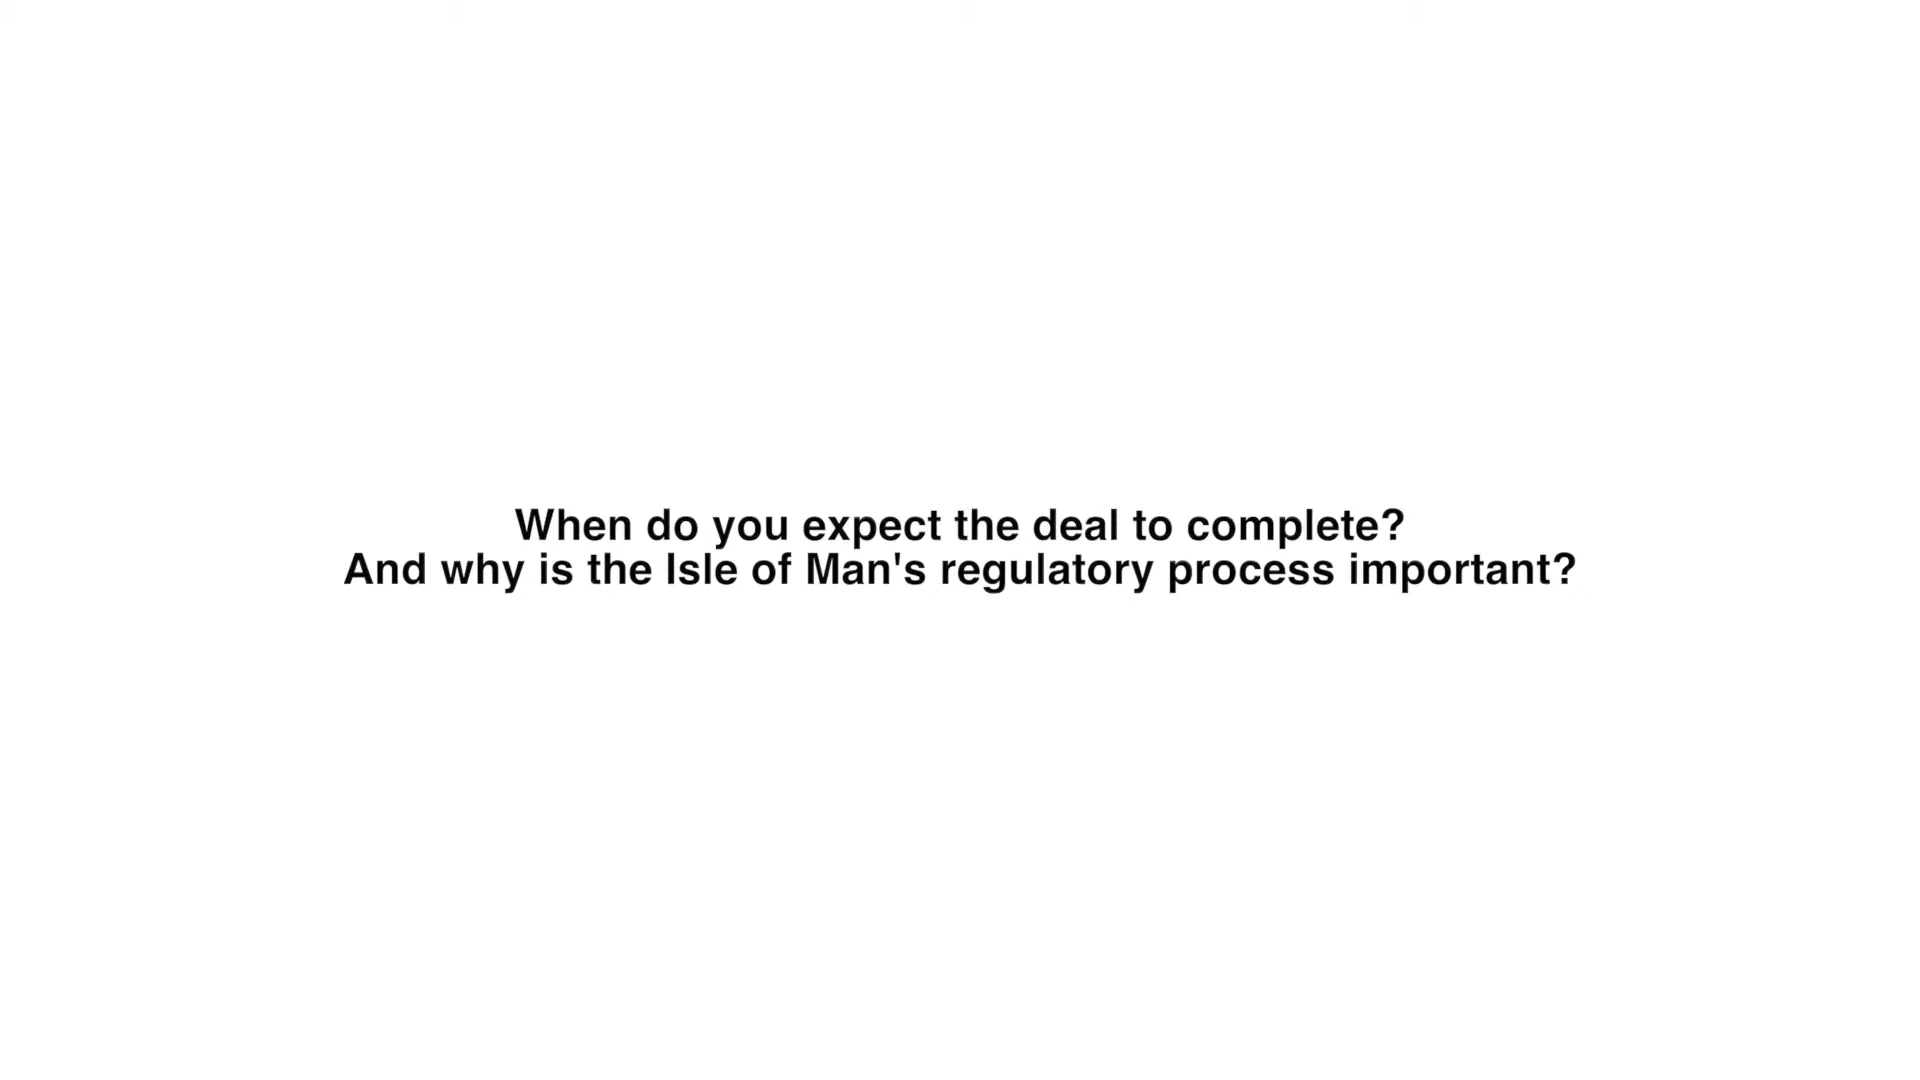 When do you expect the deal to complete?
And why is the Isle of Man's regulatory process important?